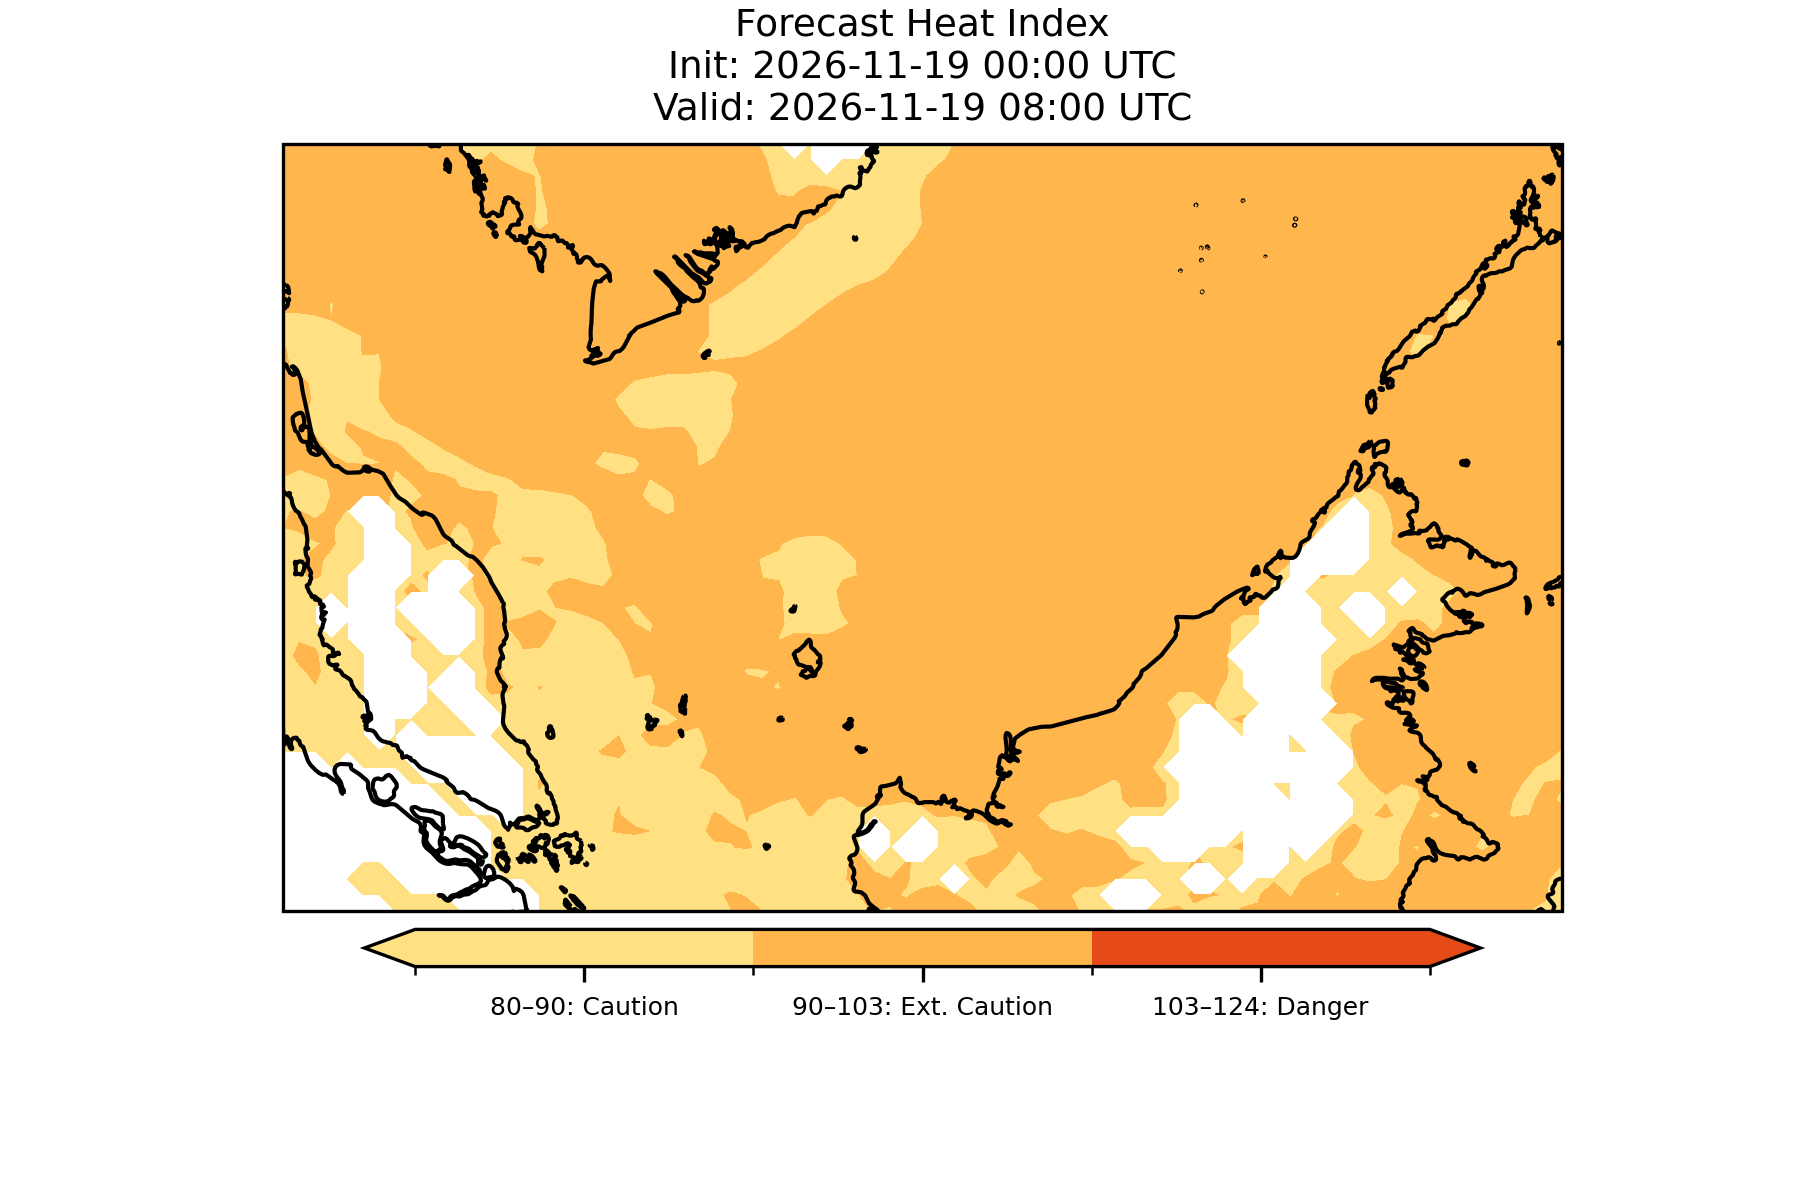 Forecast Heat Index
Init: 2026-11-19 00:00 UTC
Valid: 2026-11-19 08:00 UTC
80–90: Caution
90–103: Ext. Caution
103–124: Danger